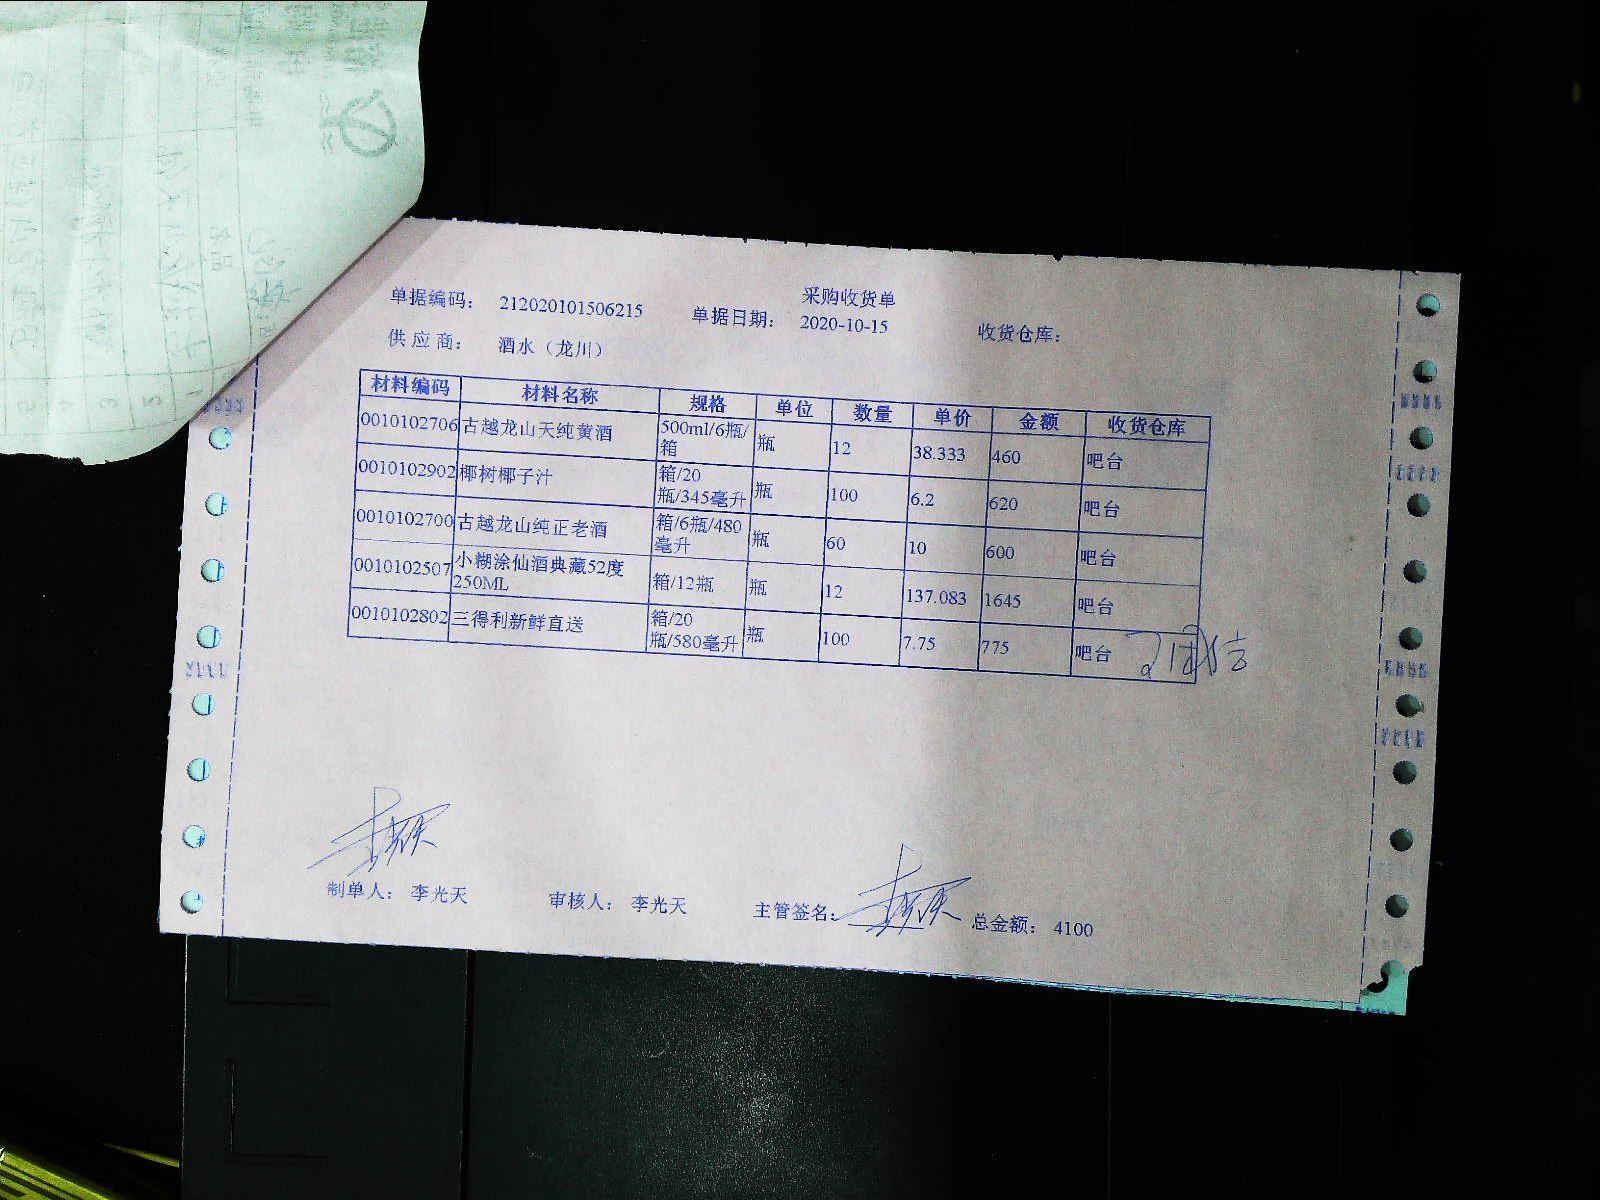 采购收货单
单据编码： 212020101506215 单据日期： 2020-10-15 收货仓库：
供 应 商： 酒水（龙川）
材料编码 材料名称 规格 单位 数量 单价 金额 收货仓库
0010102706 古越龙山天纯黄酒 500ml/6瓶/箱 瓶 12 38.333 460 吧台
0010102902 椰树椰子汁 箱/20瓶/345毫升 瓶 100 6.2 620 吧台
0010102700 古越龙山纯正老酒 箱/6瓶/480毫升 瓶 60 10 600 吧台
0010102507 小糊涂仙酒典藏52度250ML 箱/12瓶 瓶 12 137.083 1645 吧台
0010102802 三得利新鲜直送 箱/20瓶/580毫升 瓶 100 7.75 775 吧台
制单人： 李光天 审核人： 李光天 主管签名： 总金额： 4100